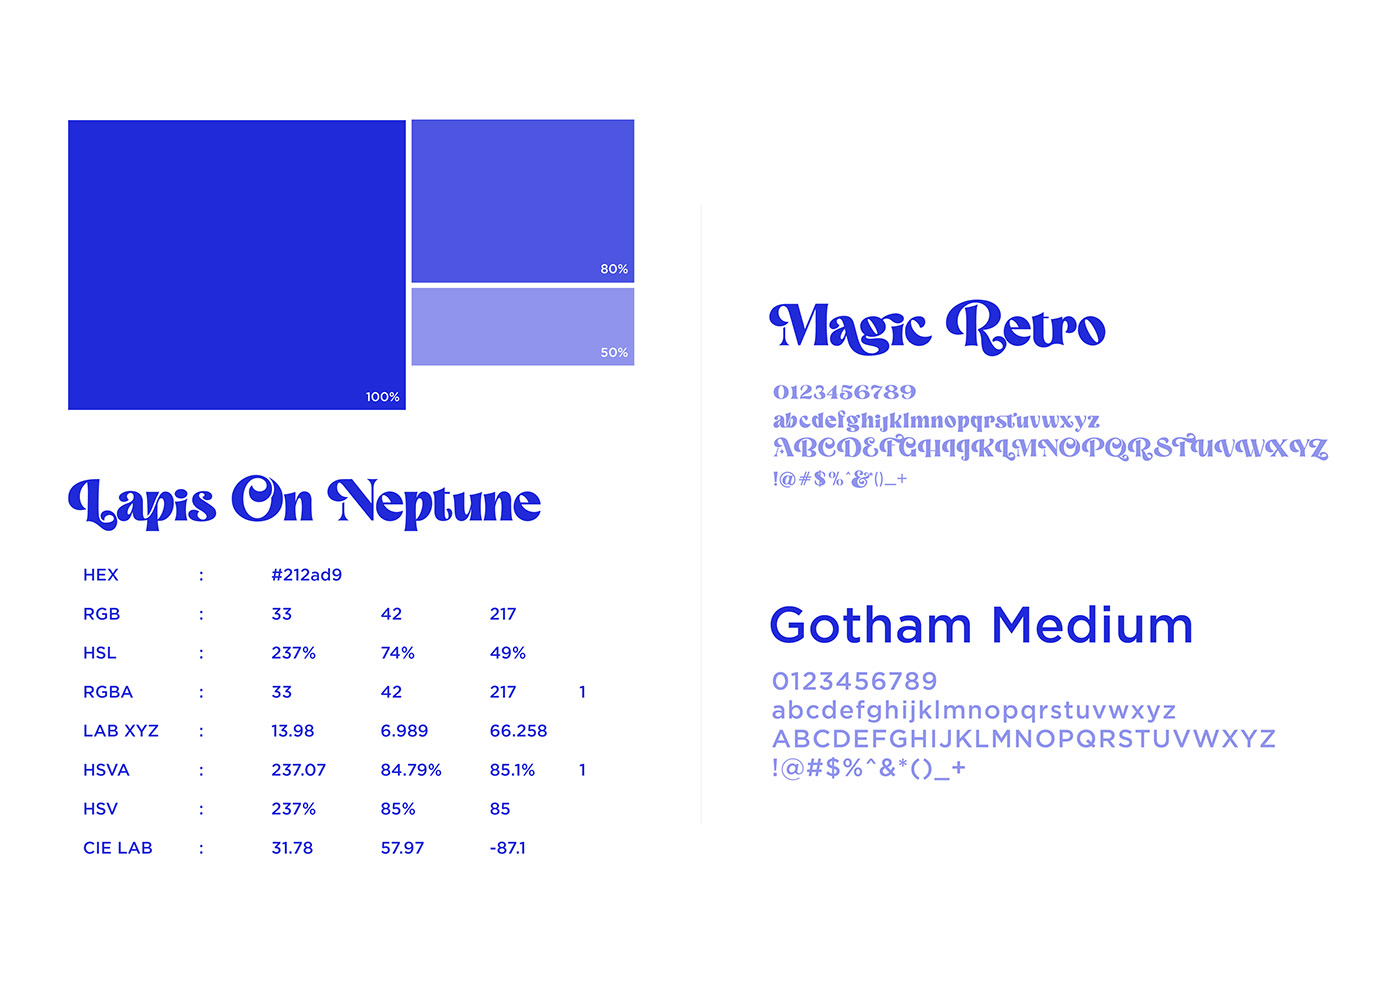 100%
80%
50%
Lapis On Neptune
HEX : #212ad9
RGB : 33 42 217
HSL : 237% 74% 49%
RGBA : 33 42 217 1
LAB XYZ : 13.98 6.989 66.258
HSVA : 237.07 84.79% 85.1% 1
HSV : 237% 85% 85
CIE LAB : 31.78 57.97 -87.1
Magic Retro
0123456789
abcdefghijklmnopqrstuvwxyz
ABCDEFGHIJKLMNOPQRSTUVWXYZ
!@#$%^&()_+
Gotham Medium
0123456789
abcdefghijklmnopqrstuvwxyz
ABCDEFGHIJKLMNOPQRSTUVWXYZ
!@#$%^&*()_+